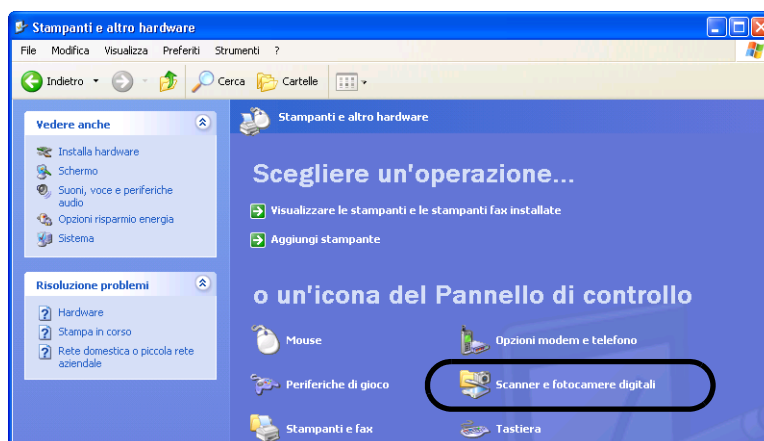 Stampanti e altro hardware
File Modifica Visualizza Preferiti Strumenti ?
Indietro Cerca Cartelle
Vedere anche
Installa hardware
Schermo
Suoni, voce e periferiche
audio
Opzioni risparmio energia
Sistema
Risoluzione problemi
Hardware
Stampa in corso
Rete domestica o piccola rete
aziendale
Stampanti e altro hardware
Scegliere un'operazione...
Visualizzare le stampanti e le stampanti fax installate
Aggiungi stampante
o un'icona del Pannello di controllo
Mouse
Opzioni modem e telefono
Periferiche di gioco
Scanner e fotocamere digitali
Stampanti e fax
Tastiera